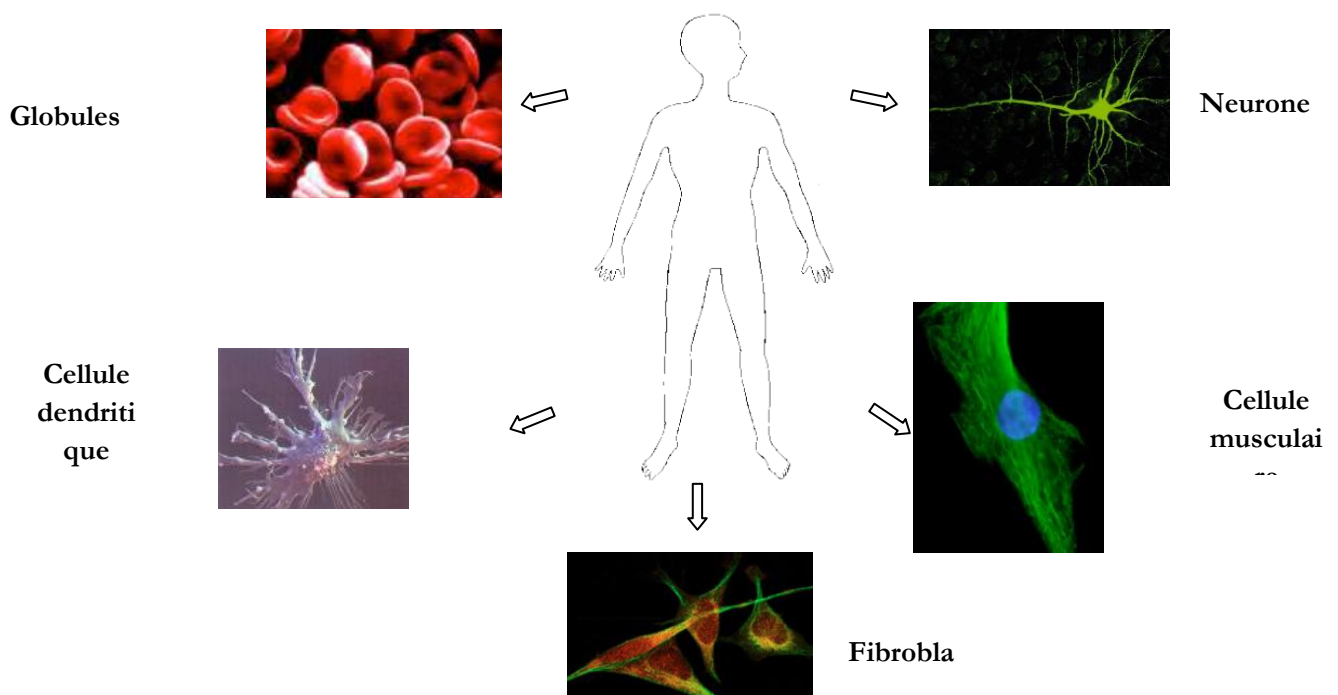 Globules
Neurone
Cellule
dendriti
que
Cellule
musculai
Fibrobla